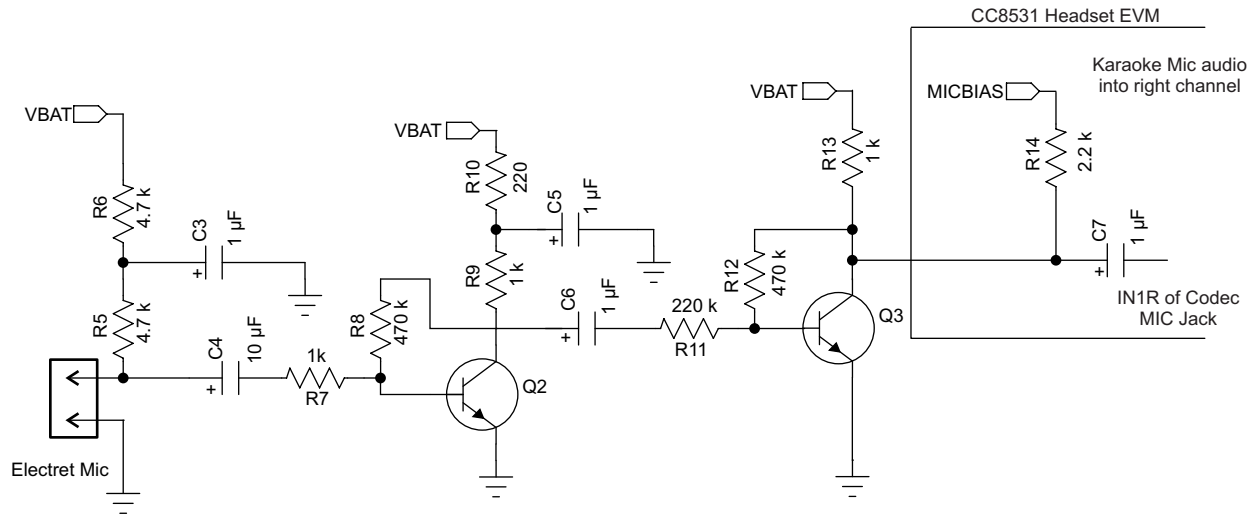 CC8531 Headset EVM
Karaoke Mic audio
into right channel
VBAT
MICBIAS
VBAT
VBAT
R13
1 k
R14
2.2 k
R10
220
R6
4.7 k
C3
1 µF
+
C5
1 µF
+
C7
1 µF
+
R9
1 k
R12
470 k
C6
1 µF
+
220 k
R11
Q3
IN1R of Codec
MIC Jack
R5
4.7 k
R8
470 k
C4
10 µF
+
1k
R7
Q2
Electret Mic